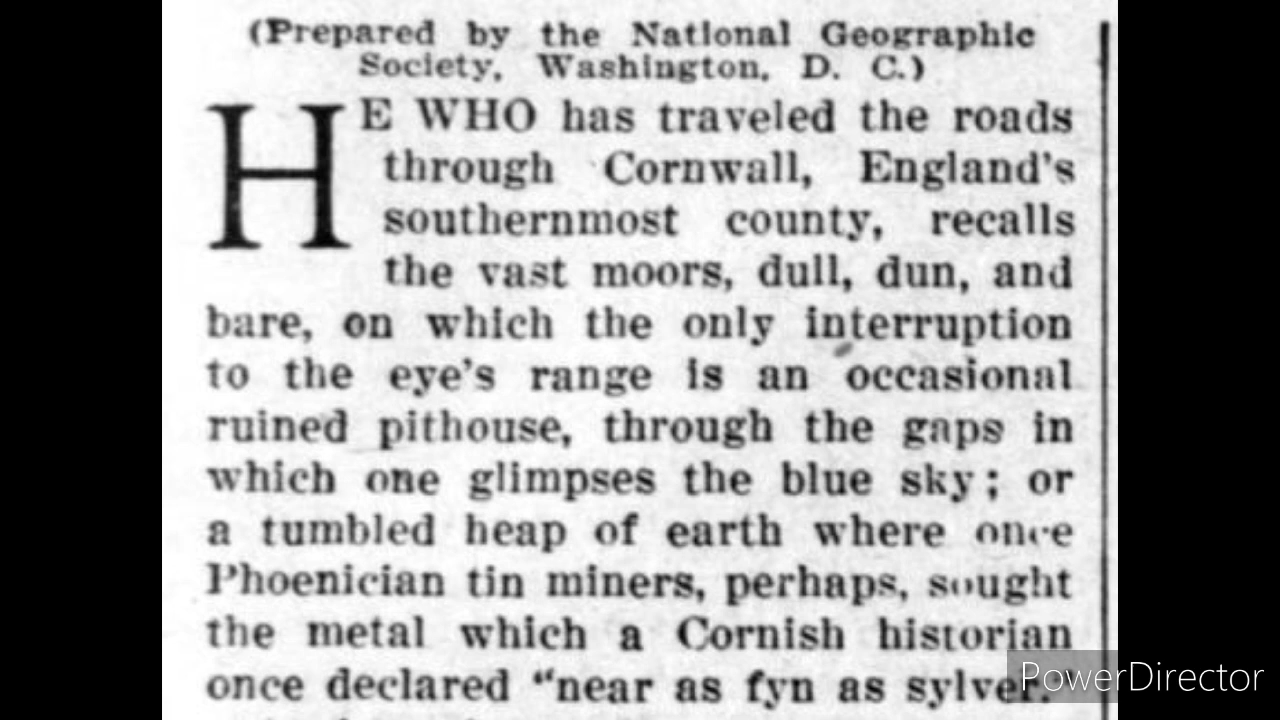 (Prepared by the National Geographic
Society, Washington, D. C.)
HE WHO has traveled the roads
through Cornwall, England's
southernmost county, recalls
the vast moors, dull, dun, and
bare, on which the only interruption
to the eye's range is an occasional
ruined pithouse, through the gaps in
which one glimpses the blue sky; or
a tumbled heap of earth where once
Phoenician tin miners, perhaps, sought
the metal which a Cornish historian
once declared "near as fyn as sylver."
PowerDirector